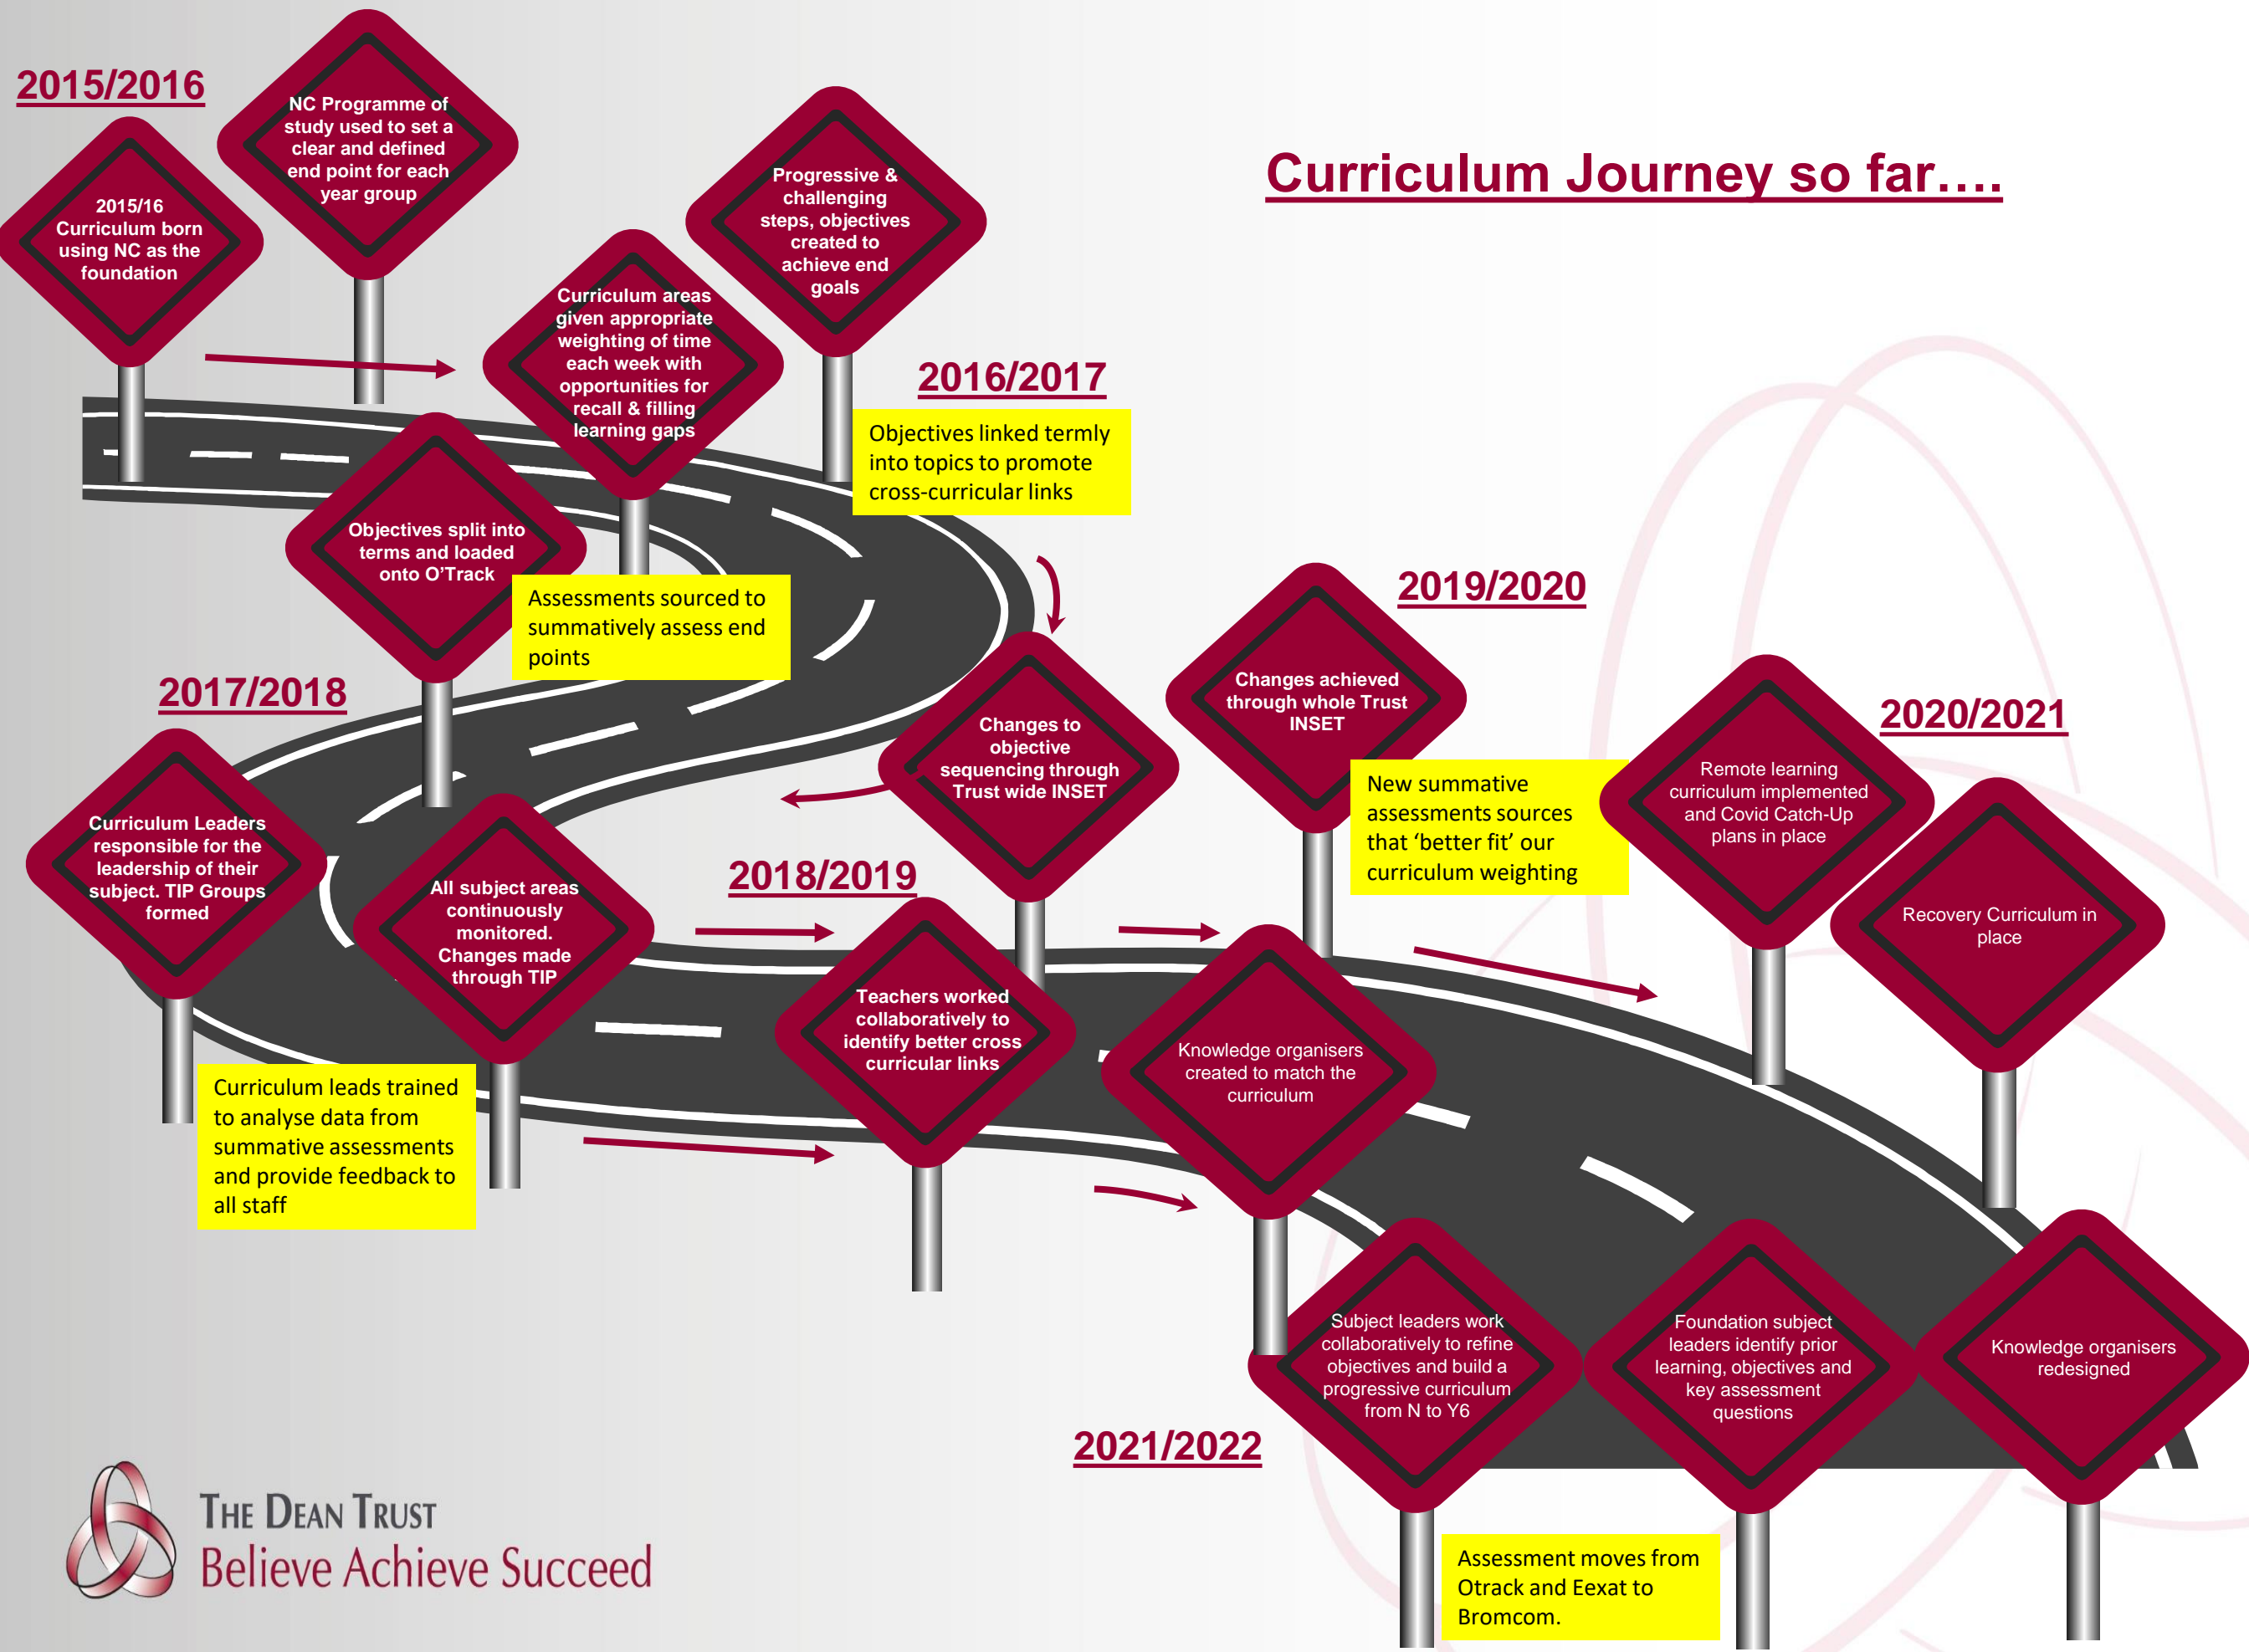 Curriculum Journey so far....
2015/2016
2015/16
Curriculum born
using NC as the
foundation
NC Programme of
study used to set a
clear and defined
end point for each
year group
Curriculum areas
given appropriate
weighting of time
each week with
opportunities for
recall & filling
learning gaps
Progressive &
challenging
steps, objectives
created to
achieve end
goals
2016/2017
Objectives linked termly
into topics to promote
cross-curricular links
Objectives split into
terms and loaded
onto O’Track
Assessments sourced to
summatively assess end
points
Changes to
objective
sequencing through
Trust wide INSET
2017/2018
Curriculum Leaders
responsible for the
leadership of their
subject. TIP Groups
formed
All subject areas
continuously
monitored.
Changes made
through TIP
Curriculum leads trained
to analyse data from
summative assessments
and provide feedback to
all staff
2018/2019
Teachers worked
collaboratively to
identify better cross
curricular links
2019/2020
Changes achieved
through whole Trust
INSET
New summative
assessments sources
that ‘better fit’ our
curriculum weighting
Knowledge organisers
created to match the
curriculum
2020/2021
Remote learning
curriculum implemented
and Covid Catch-Up
plans in place
Recovery Curriculum in
place
2021/2022
Subject leaders work
collaboratively to refine
objectives and build a
progressive curriculum
from N to Y6
Foundation subject
leaders identify prior
learning, objectives and
key assessment
questions
Knowledge organisers
redesigned
Assessment moves from
Otrack and Eexat to
Bromcom.
THE DEAN TRUST
Believe Achieve Succeed